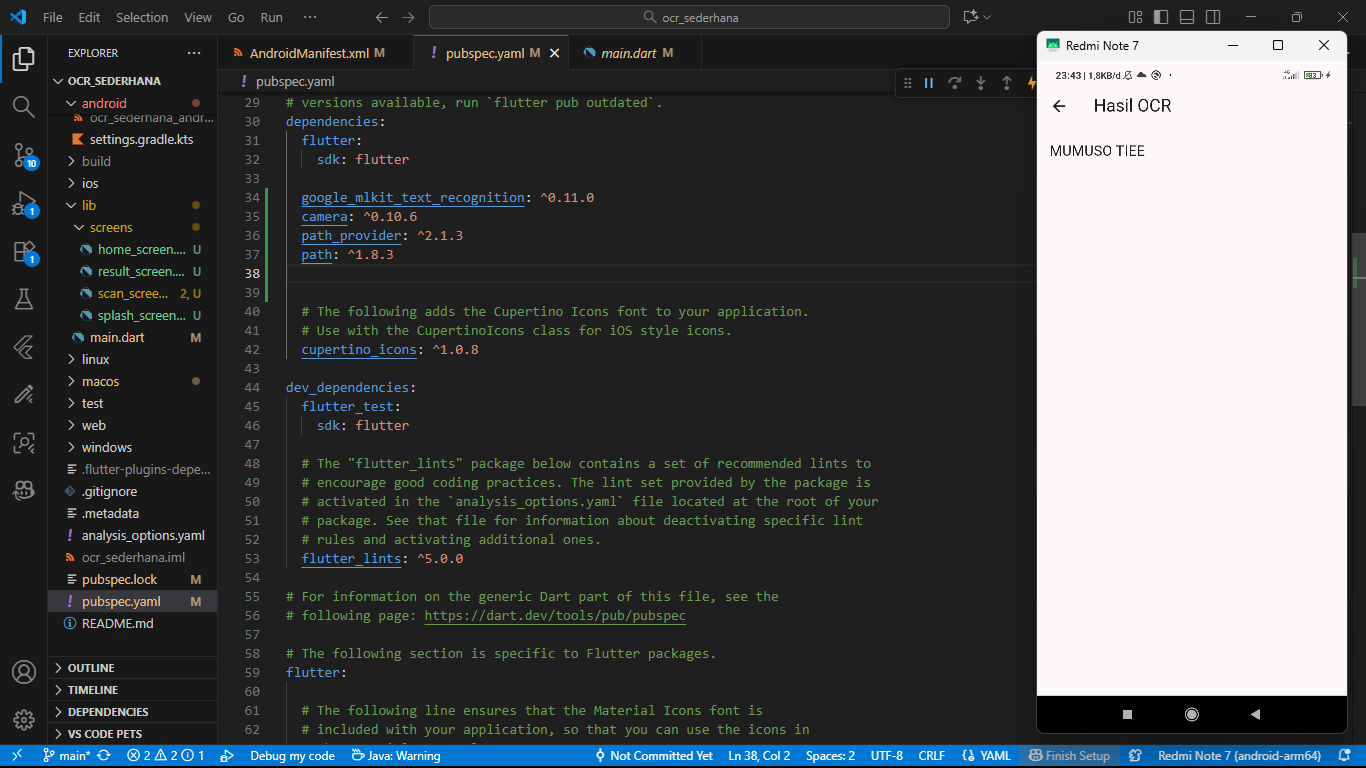 File Edit Selection View Go Run ···
ocr_sederhana
EXPLORER ···
OCR_SEDERHANA
android
ocr_sederhana_andr...
settings.gradle.kts
build
ios
lib
screens
home_screen.... U
result_screen.... U
scan_scree... 2, U
splash_screen... U
main.dart M
linux
macos
test
web
windows
.flutter-plugins-depe...
.gitignore
.metadata
analysis_options.yaml
ocr_sederhana.iml
pubspec.lock M
pubspec.yaml M
README.md
OUTLINE
TIMELINE
DEPENDENCIES
VS CODE PETS
10
1
1
AndroidManifest.xml M
! pubspec.yaml M
main.dart M
! pubspec.yaml
29 # versions available, run `flutter pub outdated`.
30 dependencies:
31 flutter:
32 sdk: flutter
33
34 google_mlkit_text_recognition: ^0.11.0
35 camera: ^0.10.6
36 path_provider: ^2.1.3
37 path: ^1.8.3
38
39
40 # The following adds the Cupertino Icons font to your application.
41 # Use with the CupertinoIcons class for iOS style icons.
42 cupertino_icons: ^1.0.8
43
44 dev_dependencies:
45 flutter_test:
46 sdk: flutter
47
48 # The "flutter_lints" package below contains a set of recommended lints to
49 # encourage good coding practices. The lint set provided by the package is
50 # activated in the `analysis_options.yaml` file located at the root of your
51 # package. See that file for information about deactivating specific lint
52 # rules and activating additional ones.
53 flutter_lints: ^5.0.0
54
55 # For information on the generic Dart part of this file, see the
56 # following page: https://dart.dev/tools/pub/pubspec
57
58 # The following section is specific to Flutter packages.
59 flutter:
60
61 # The following line ensures that the Material Icons font is
62 # included with your application, so that you can use the icons in
Redmi Note 7
23:43 | 1,8KB/d
Hasil OCR
MUMUSO TIEE
main* 2 2 1 Debug my code Java: Warning Not Committed Yet Ln 38, Col 2 Spaces: 2 UTF-8 CRLF YAML Finish Setup Redmi Note 7 (android-arm64)